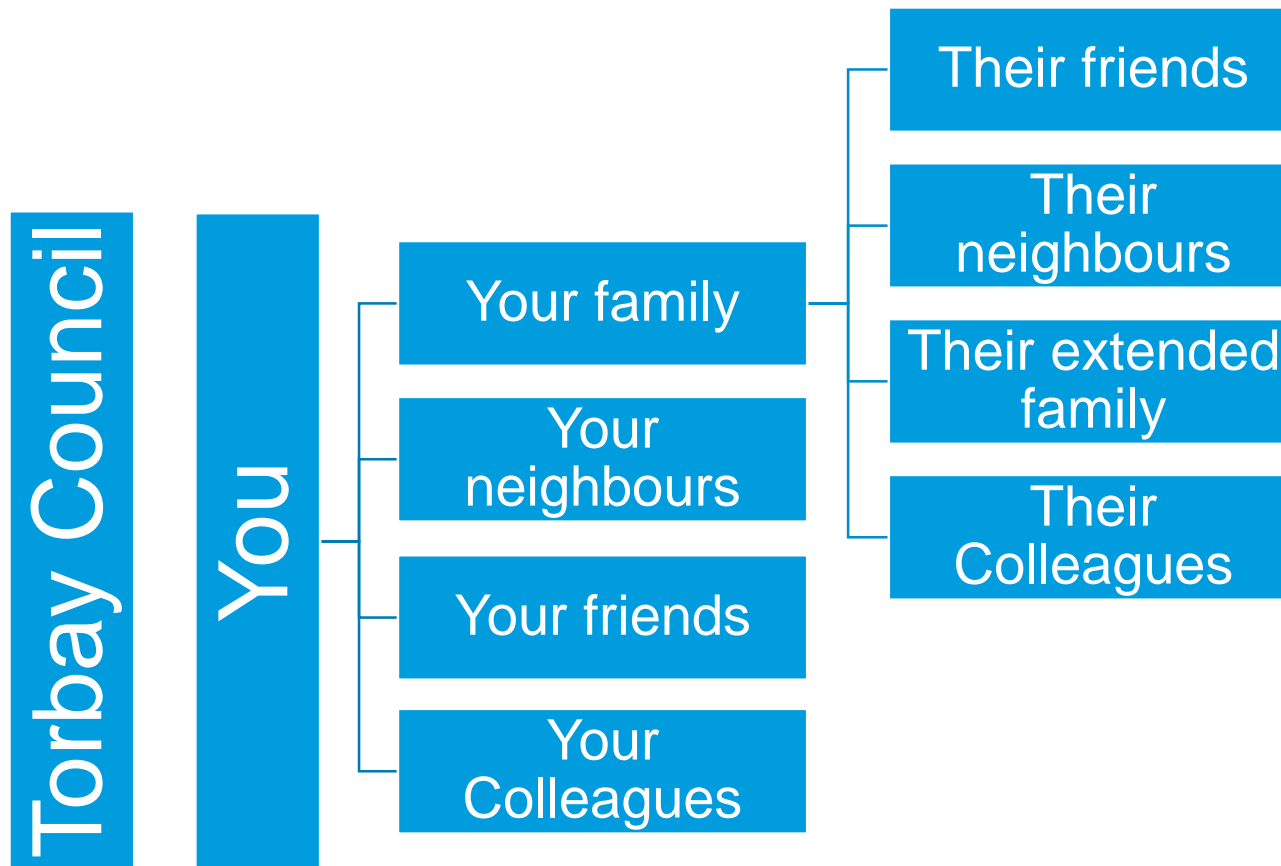 Torbay Council
You
Your family
Your
neighbours
Your friends
Your
Colleagues
Their friends
Their
neighbours
Their extended
family
Their
Colleagues